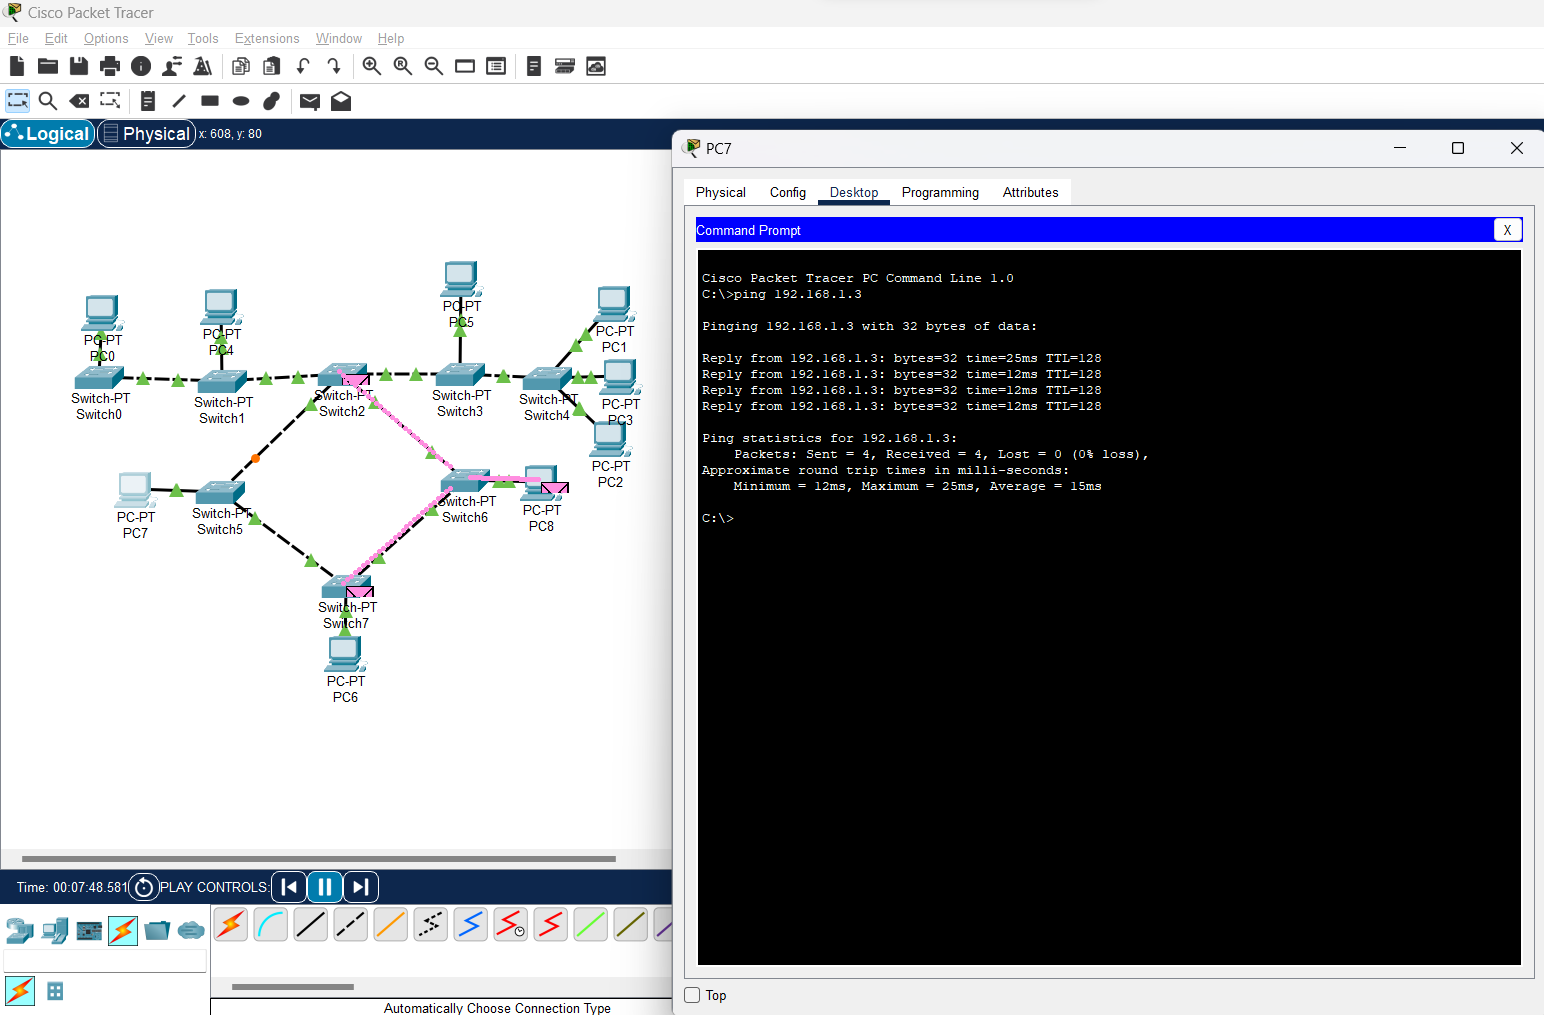 Cisco Packet Tracer
File Edit Options View Tools Extensions Window Help
Logical Physical x: 608, y: 80
PC-PT
PC0
PC-PT
PC4
PC-PT
PC5
PC-PT
PC1
Switch-PT
Switch0
Switch-PT
Switch1
Switch-PT
Switch2
Switch-PT
Switch3
Switch-PT
Switch4
PC-PT
PC3
PC-PT
PC2
PC-PT
PC7
Switch-PT
Switch5
Switch-PT
Switch6
PC-PT
PC8
Switch-PT
Switch7
PC-PT
PC6
Time: 00:07:48.581 PLAY CONTROLS:
Automatically Choose Connection Type
PC7
Physical Config Desktop Programming Attributes
Command Prompt X
Cisco Packet Tracer PC Command Line 1.0
C:\>ping 192.168.1.3
Pinging 192.168.1.3 with 32 bytes of data:
Reply from 192.168.1.3: bytes=32 time=25ms TTL=128
Reply from 192.168.1.3: bytes=32 time=12ms TTL=128
Reply from 192.168.1.3: bytes=32 time=12ms TTL=128
Reply from 192.168.1.3: bytes=32 time=12ms TTL=128
Ping statistics for 192.168.1.3:
Packets: Sent = 4, Received = 4, Lost = 0 (0% loss),
Approximate round trip times in milli-seconds:
Minimum = 12ms, Maximum = 25ms, Average = 15ms
C:\>
Top